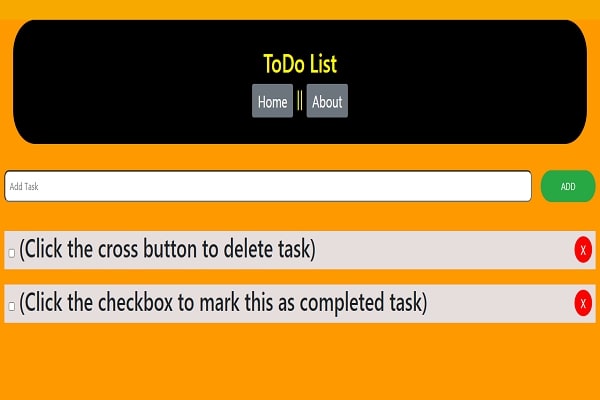 ToDo List
Home || About
Add Task
ADD
(Click the cross button to delete task)
X
(Click the checkbox to mark this as completed task)
X